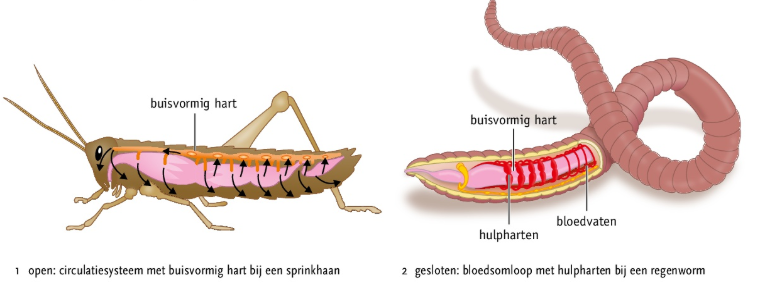 buisvormig hart
buisvormig hart
bloedvaten
hulpharten
1 open: circulatiesysteem met buisvormig hart bij een sprinkhaan
2 gesloten: bloedsomloop met hulpharten bij een regenworm